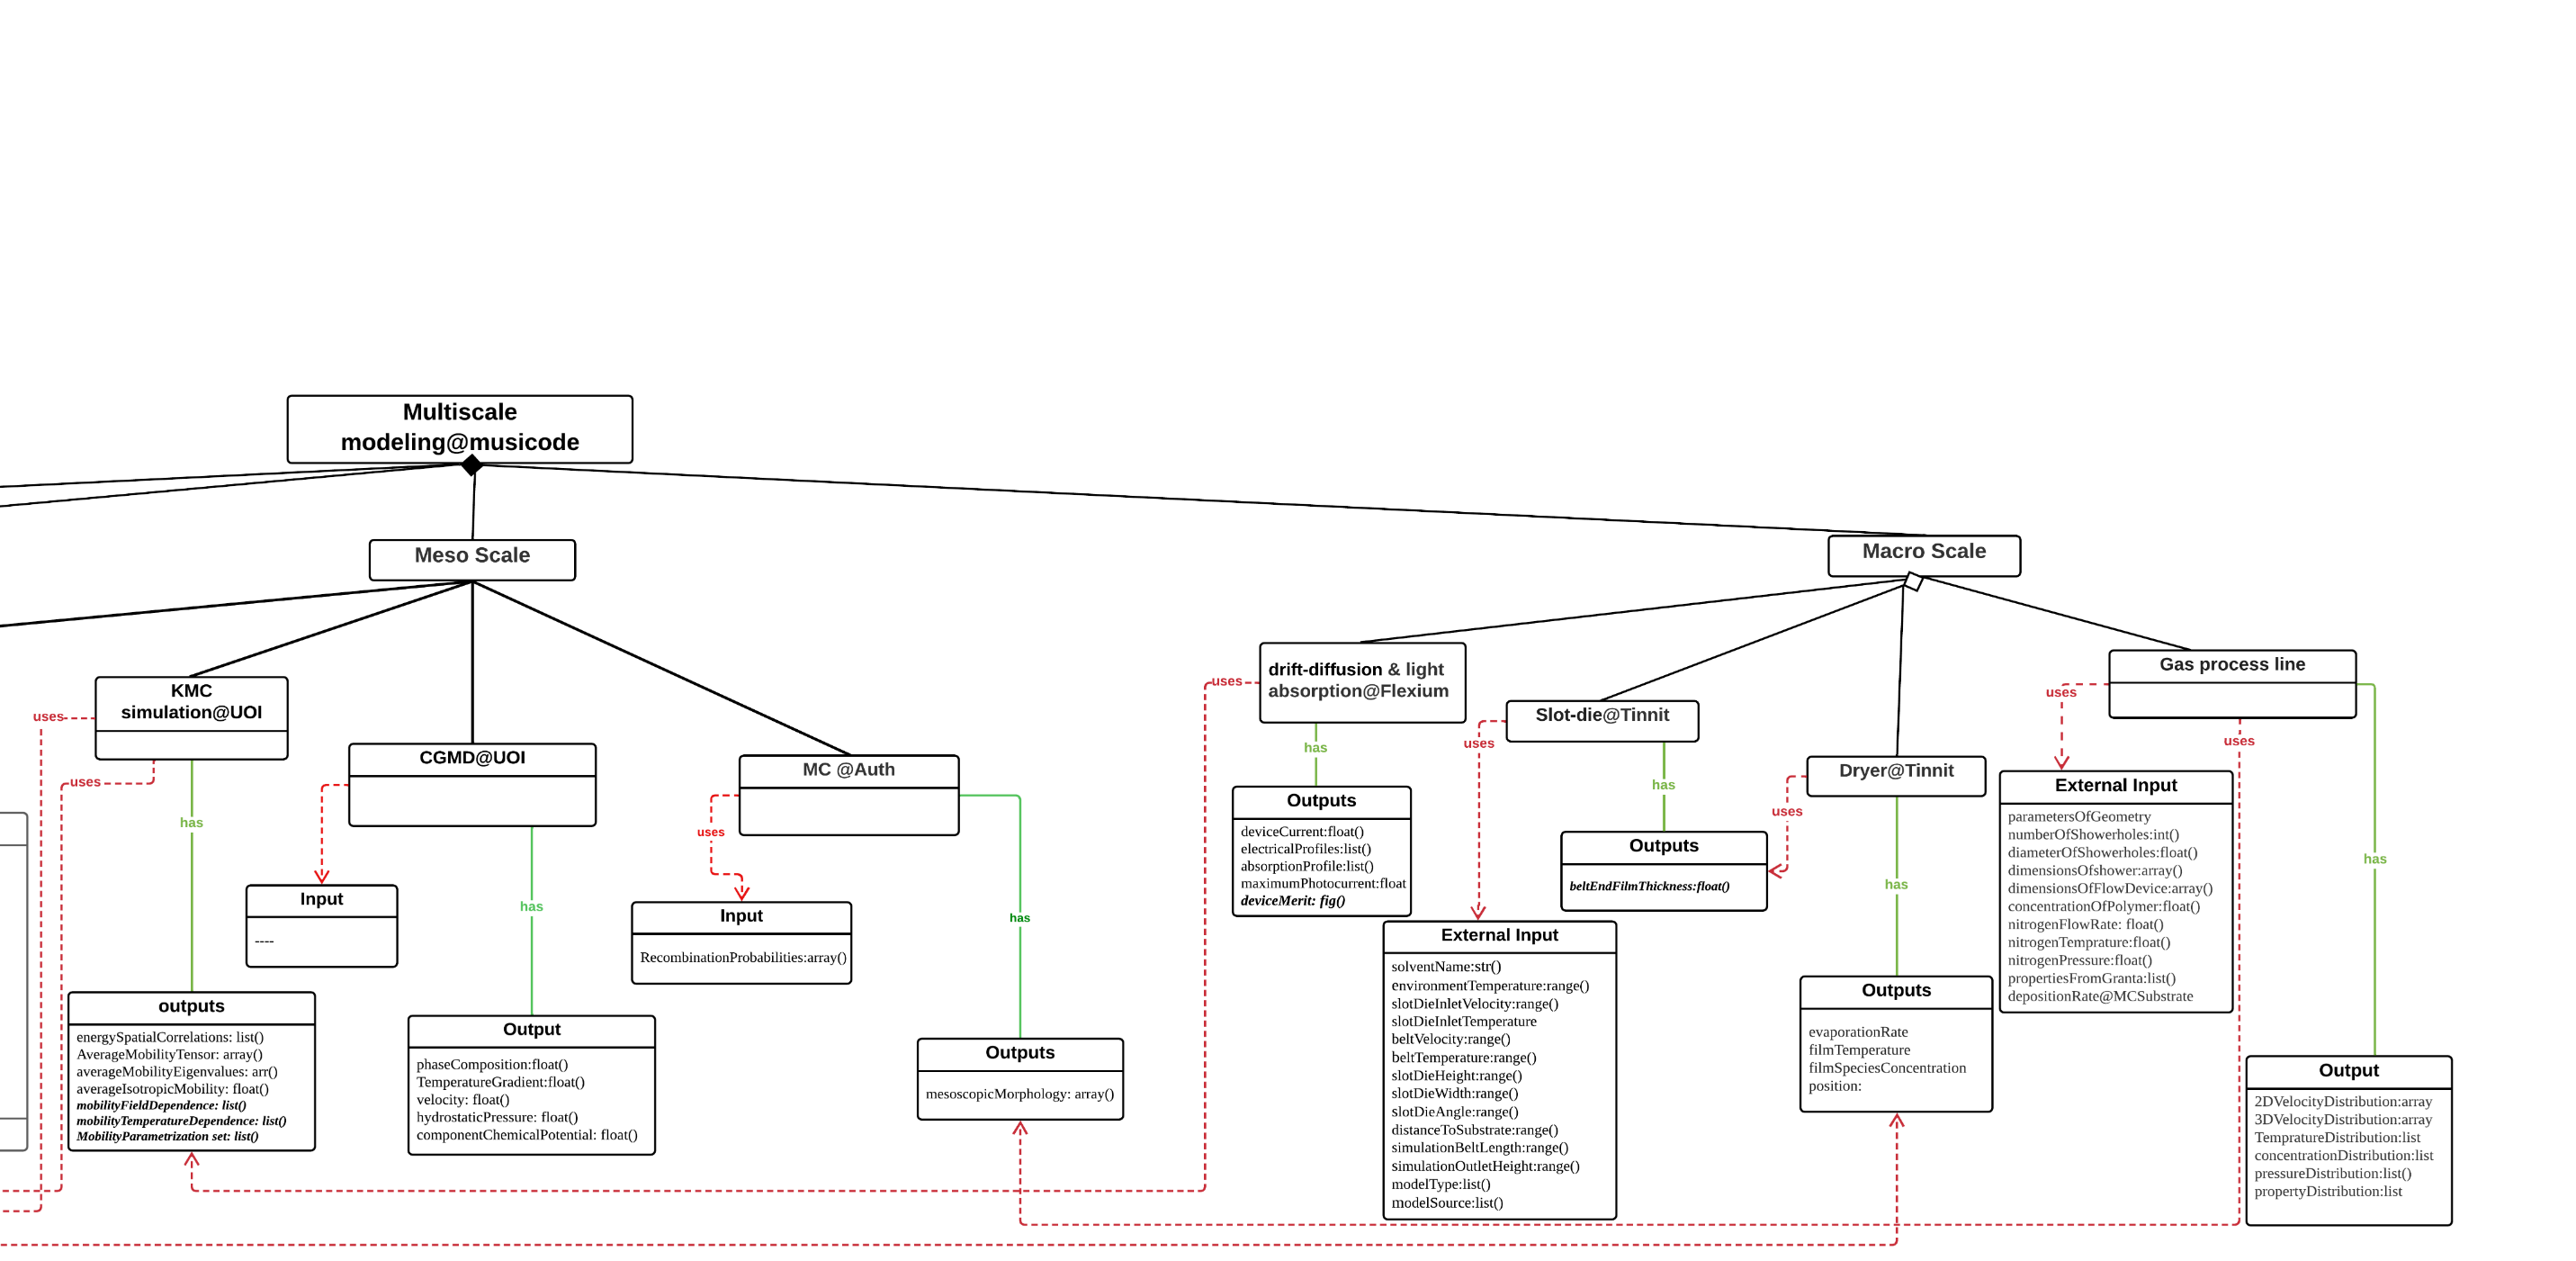 Multiscale
modeling@musicode
Meso Scale
Macro Scale
KMC
simulation@UOI
uses
uses
has
outputs
energySpatialCorrelations: list()
AverageMobilityTensor: array()
averageMobilityEigenvalues: arr()
averageIsotropicMobility: float()
mobilityFieldDependence: list()
mobilityTemperatureDependence: list()
MobilityParametrization set: list()
CGMD@UOI
Input
----
has
Output
phaseComposition:float()
TemperatureGradient:float()
velocity: float()
hydrostaticPressure: float()
componentChemicalPotential: float()
MC @Auth
uses
Input
RecombinationProbabilities:array()
has
Outputs
mesoscopicMorphology: array()
drift-diffusion & light
absorption@Flexium
uses
has
Outputs
deviceCurrent:float()
electricalProfiles:list()
absorptionProfile:list()
maximumPhotocurrent:float
deviceMerit: fig()
Slot-die@Tinnit
uses
External Input
solventName:str()
environmentTemperature:range()
slotDieInletVelocity:range()
slotDieInletTemperature
beltVelocity:range()
beltTemperature:range()
slotDieHeight:range()
slotDieWidth:range()
slotDieAngle:range()
distanceToSubstrate:range()
simulationBeltLength:range()
simulationOutletHeight:range()
modelType:list()
modelSource:list()
has
Outputs
beltEndFilmThickness:float()
Dryer@Tinnit
uses
has
Outputs
evaporationRate
filmTemperature
filmSpeciesConcentration
position:
Gas process line
uses
External Input
parametersOfGeometry
numberOfShowerholes:int()
diameterOfShowerholes:float()
dimensionsOfshower:array()
dimensionsOfFlowDevice:array()
concentrationOfPolymer:float()
nitrogenFlowRate: float()
nitrogenTemprature:float()
nitrogenPressure:float()
propertiesFromGranta:list()
depositionRate@MCSubstrate
uses
has
Output
2DVelocityDistribution:array
3DVelocityDistribution:array
TempratureDistribution:list
concentrationDistribution:list
pressureDistribution:list()
propertyDistribution:list